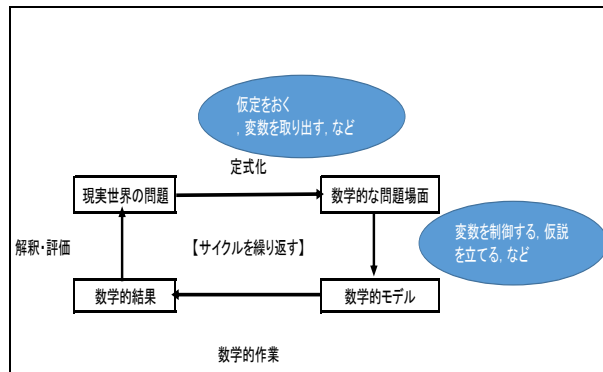 仮定をおく
, 変数を取り出す, など
定式化
現実世界の問題
数学的な問題場面
変数を制御する, 仮説
を立てる, など
解釈・評価
【サイクルを繰り返す】
数学的結果
数学的モデル
数学的作業